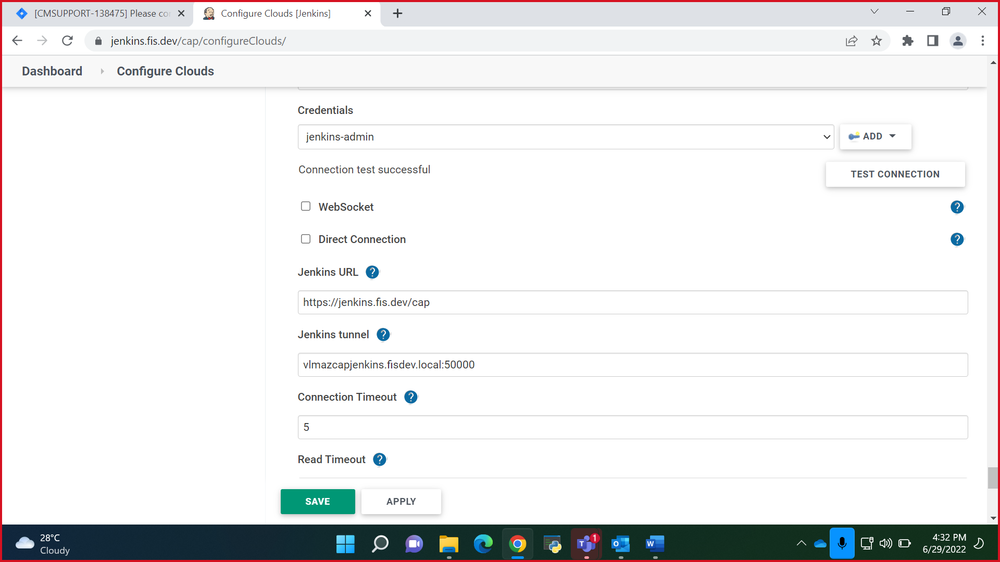 [CMSUPPORT-138475] Please co
Configure Clouds [Jenkins]
jenkins.fis.dev/cap/configureClouds/
Dashboard
Configure Clouds
Credentials
jenkins-admin
ADD
Connection test successful
TEST CONNECTION
WebSocket
?
Direct Connection
?
Jenkins URL ?
https://jenkins.fis.dev/cap
Jenkins tunnel ?
vlmazcapjenkins.fisdev.local:50000
Connection Timeout ?
5
Read Timeout ?
SAVE
APPLY
28°C
Cloudy
T
1
O
W
4:32 PM
6/29/2022